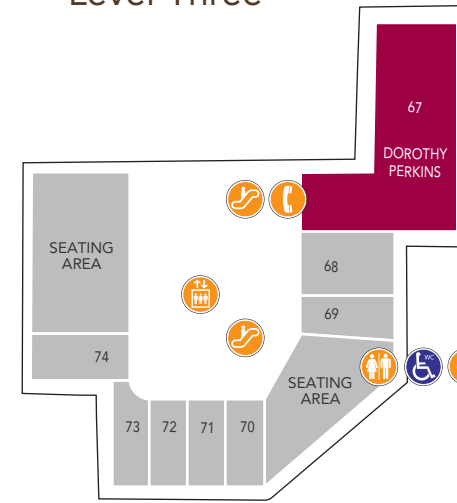 Level Three
67
DOROTHY
PERKINS
SEATING
AREA
68
69
74
WC
SEATING
AREA
73
72
71
70